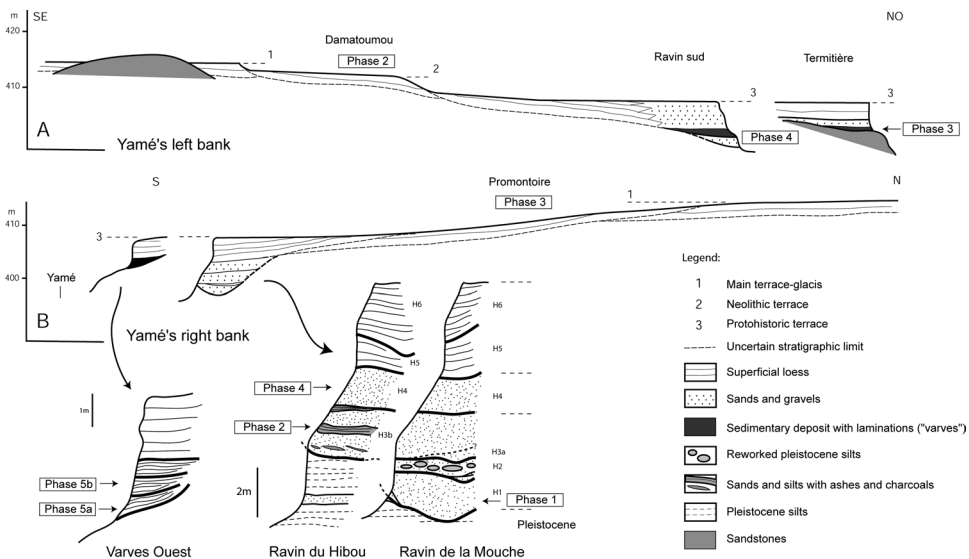 m
SE
NO
420
410
1
Damatoumou
Phase 2
2
Ravin sud
Termitière
3
3
Phase 4
Phase 3
A
Yamé's left bank
S
Promontoire
N
Phase 3
1
m
410
400
3
Yamé
B
Yamé's right bank
1m
Phase 5b
Phase 5a
Varves Ouest
H6
H5
H4
Phase 4
Phase 2
H3b
2m
Ravin du Hibou
H6
H5
H4
?
H3a
H2
H1
Phase 1
Pleistocene
Ravin de la Mouche
Legend:
1 Main terrace-glacis
2 Neolithic terrace
3 Protohistoric terrace
Uncertain stratigraphic limit
Superficial loess
Sands and gravels
Sedimentary deposit with laminations ("varves")
Reworked pleistocene silts
Sands and silts with ashes and charcoals
Pleistocene silts
Sandstones